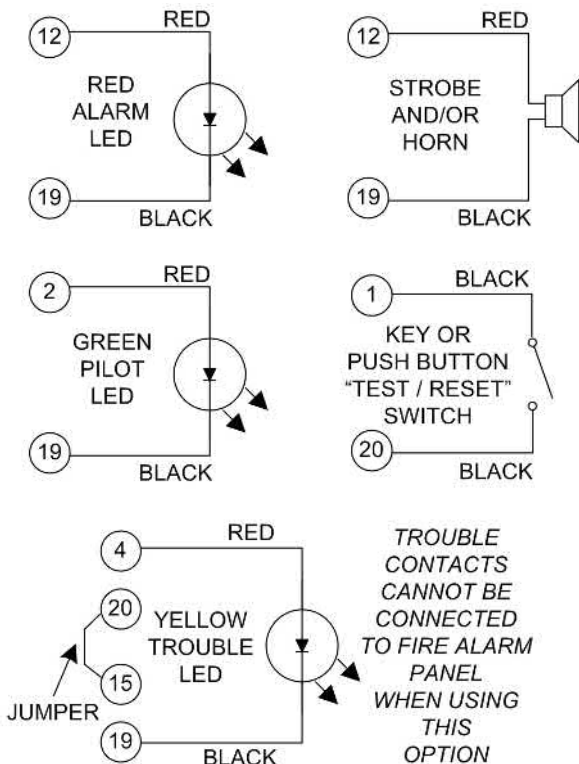 12
RED
RED
ALARM
LED
19
BLACK
12
RED
STROBE
AND/OR
HORN
19
BLACK
2
RED
GREEN
PILOT
LED
19
BLACK
1
BLACK
KEY OR
PUSH BUTTON
"TEST / RESET"
SWITCH
20
BLACK
4
RED
20
YELLOW
TROUBLE
LED
15
JUMPER
19
BLACK
TROUBLE
CONTACTS
CANNOT BE
CONNECTED
TO FIRE ALARM
PANEL
WHEN USING
THIS
OPTION